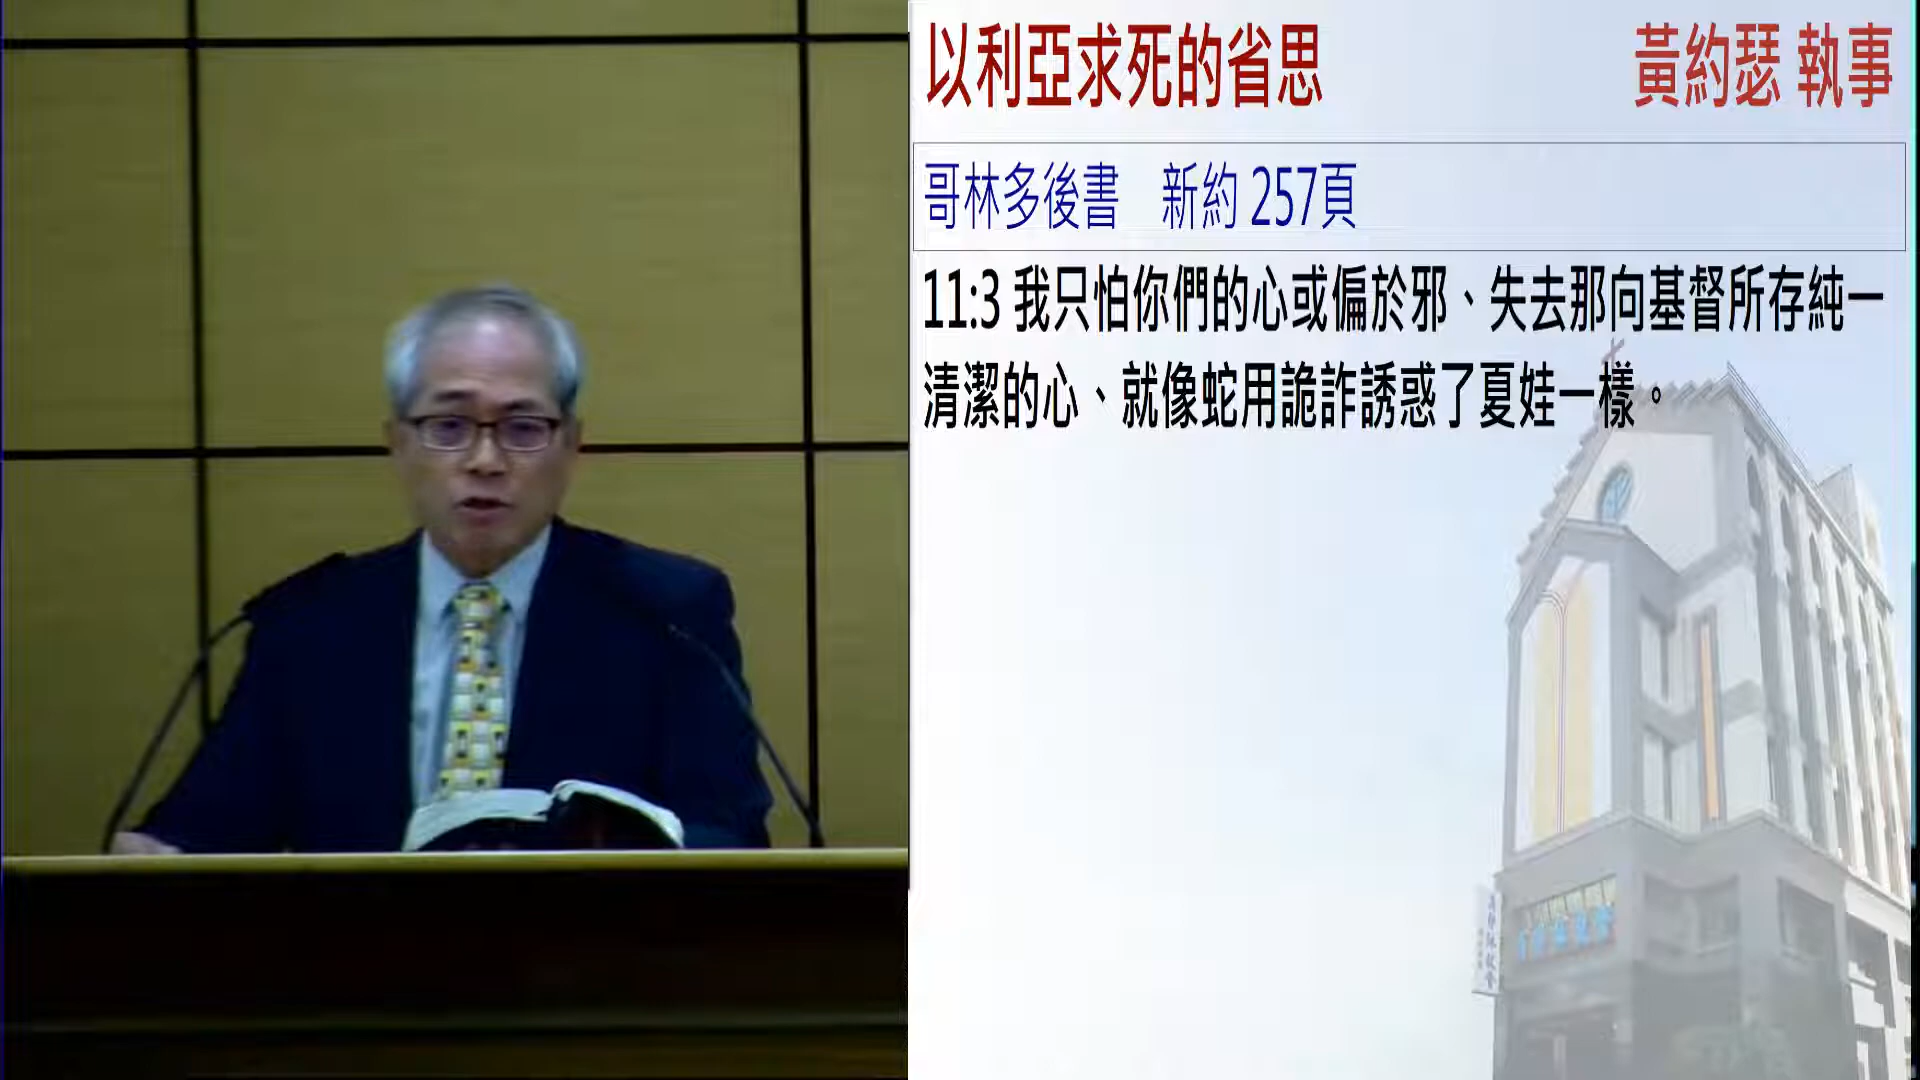 以利亞求死的省思
黃約瑟 執事
哥林多後書 新約 257頁
11:3 我只怕你們的心或偏於邪、失去那向基督所存純一
清潔的心、就像蛇用詭詐誘惑了夏娃一樣。